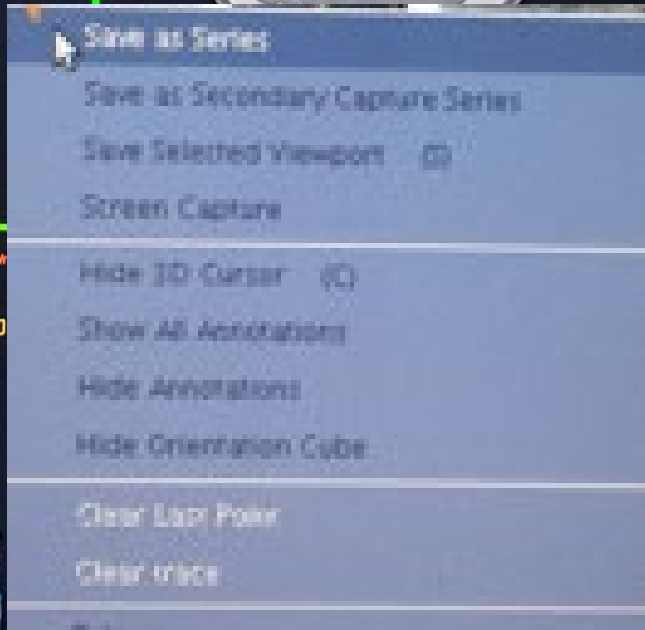 Save as Series
Save as Secondary Capture Series
Save Selected Viewport (S)
Screen Capture
Hide 3D Cursor (C)
Show All Annotations
Hide Annotations
Hide Orientation Cube
Clear Last Point
Clear trace